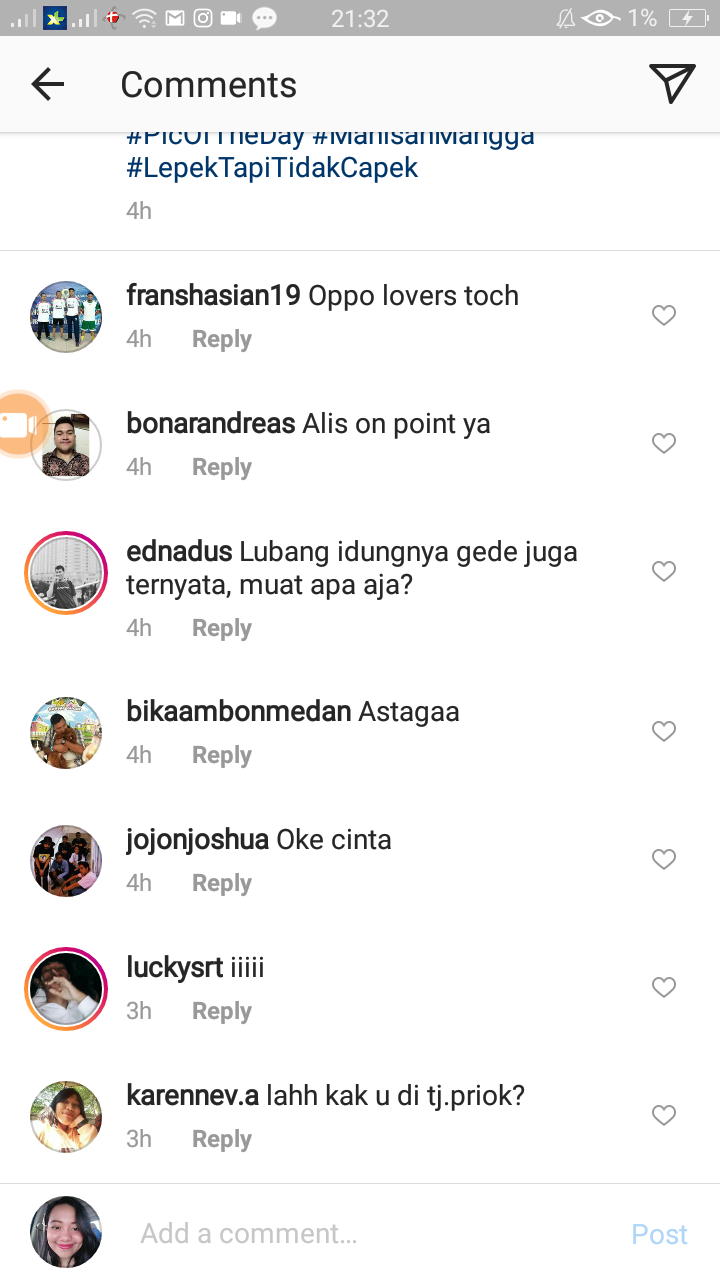 21:32
1%
Comments
#PicOfTheDay #ManisanMangga
#LepekTapiTidakCapek
4h
franshasian19 Oppo lovers toch
4h Reply
bonarandreas Alis on point ya
4h Reply
ednadus Lubang idungnya gede juga
ternyata, muat apa aja?
4h Reply
bikaambonmedan Astagaa
4h Reply
jojonjoshua Oke cinta
4h Reply
luckysrt iiiii
3h Reply
karennev.a lahh kak u di tj.priok?
3h Reply
Add a comment...
Post